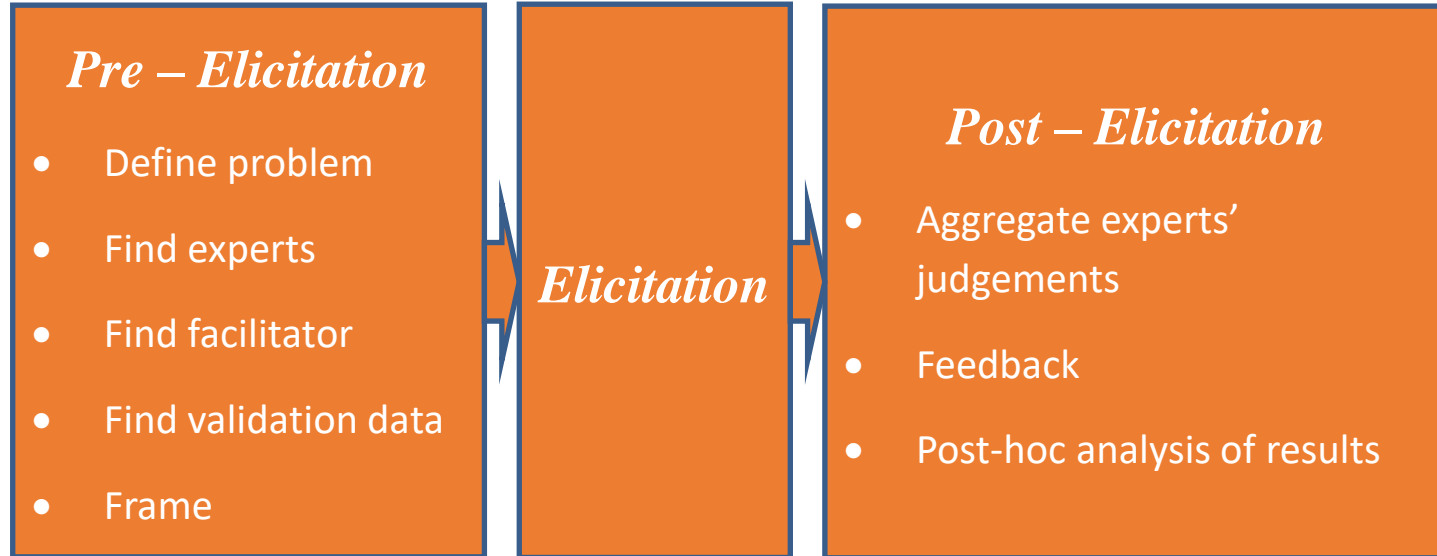 Pre – Elicitation
• Define problem
• Find experts
• Find facilitator
• Find validation data
• Frame
Elicitation
Post – Elicitation
• Aggregate experts’
judgements
• Feedback
• Post-hoc analysis of results